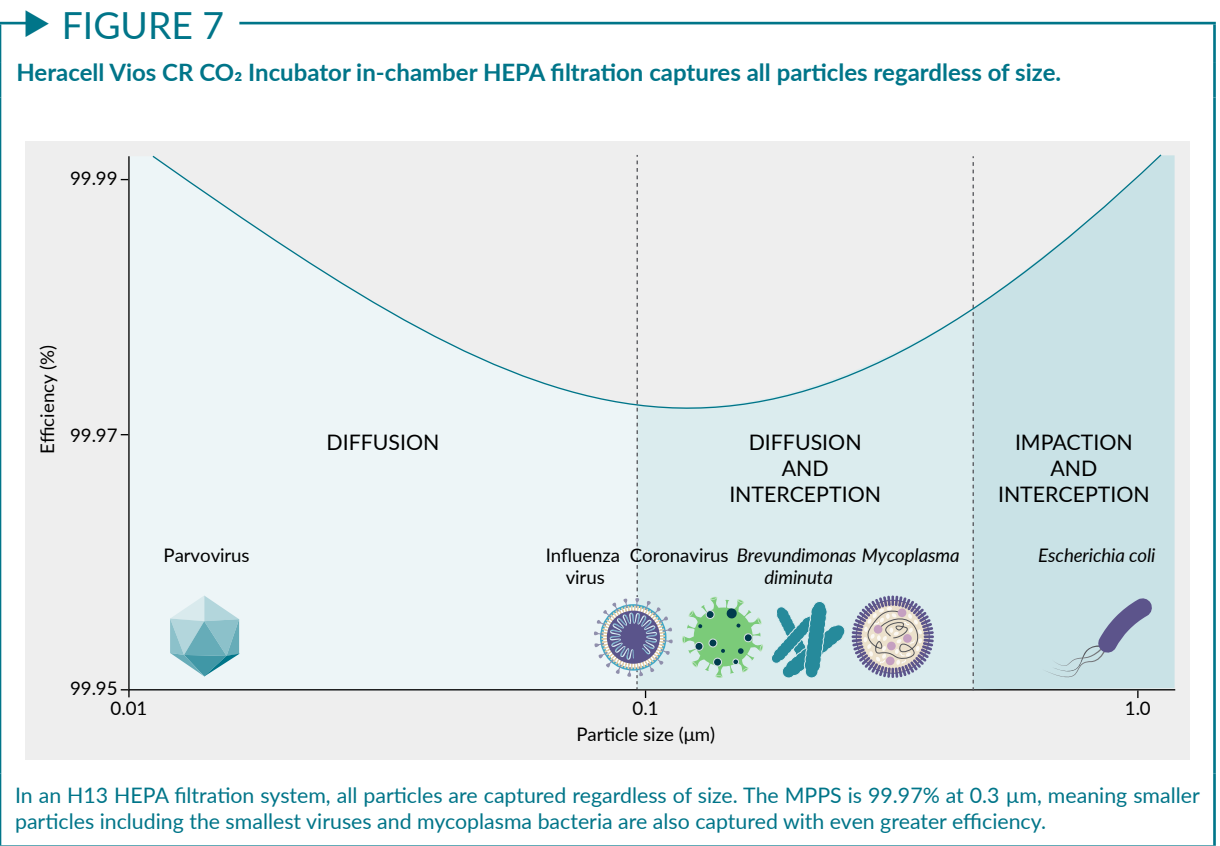 FIGURE 7
Heracell Vios CR CO₂ Incubator in-chamber HEPA filtration captures all particles regardless of size.
99.99
Efficiency (%)
99.97
DIFFUSION
DIFFUSION
AND
INTERCEPTION
IMPACTION
AND
INTERCEPTION
Parvovirus
Influenza
virus
Coronavirus
Brevundimonas
diminuta
Mycoplasma
Escherichia coli
99.95
0.01
0.1
1.0
Particle size (µm)
In an H13 HEPA filtration system, all particles are captured regardless of size. The MPPS is 99.97% at 0.3 µm, meaning smaller
particles including the smallest viruses and mycoplasma bacteria are also captured with even greater efficiency.